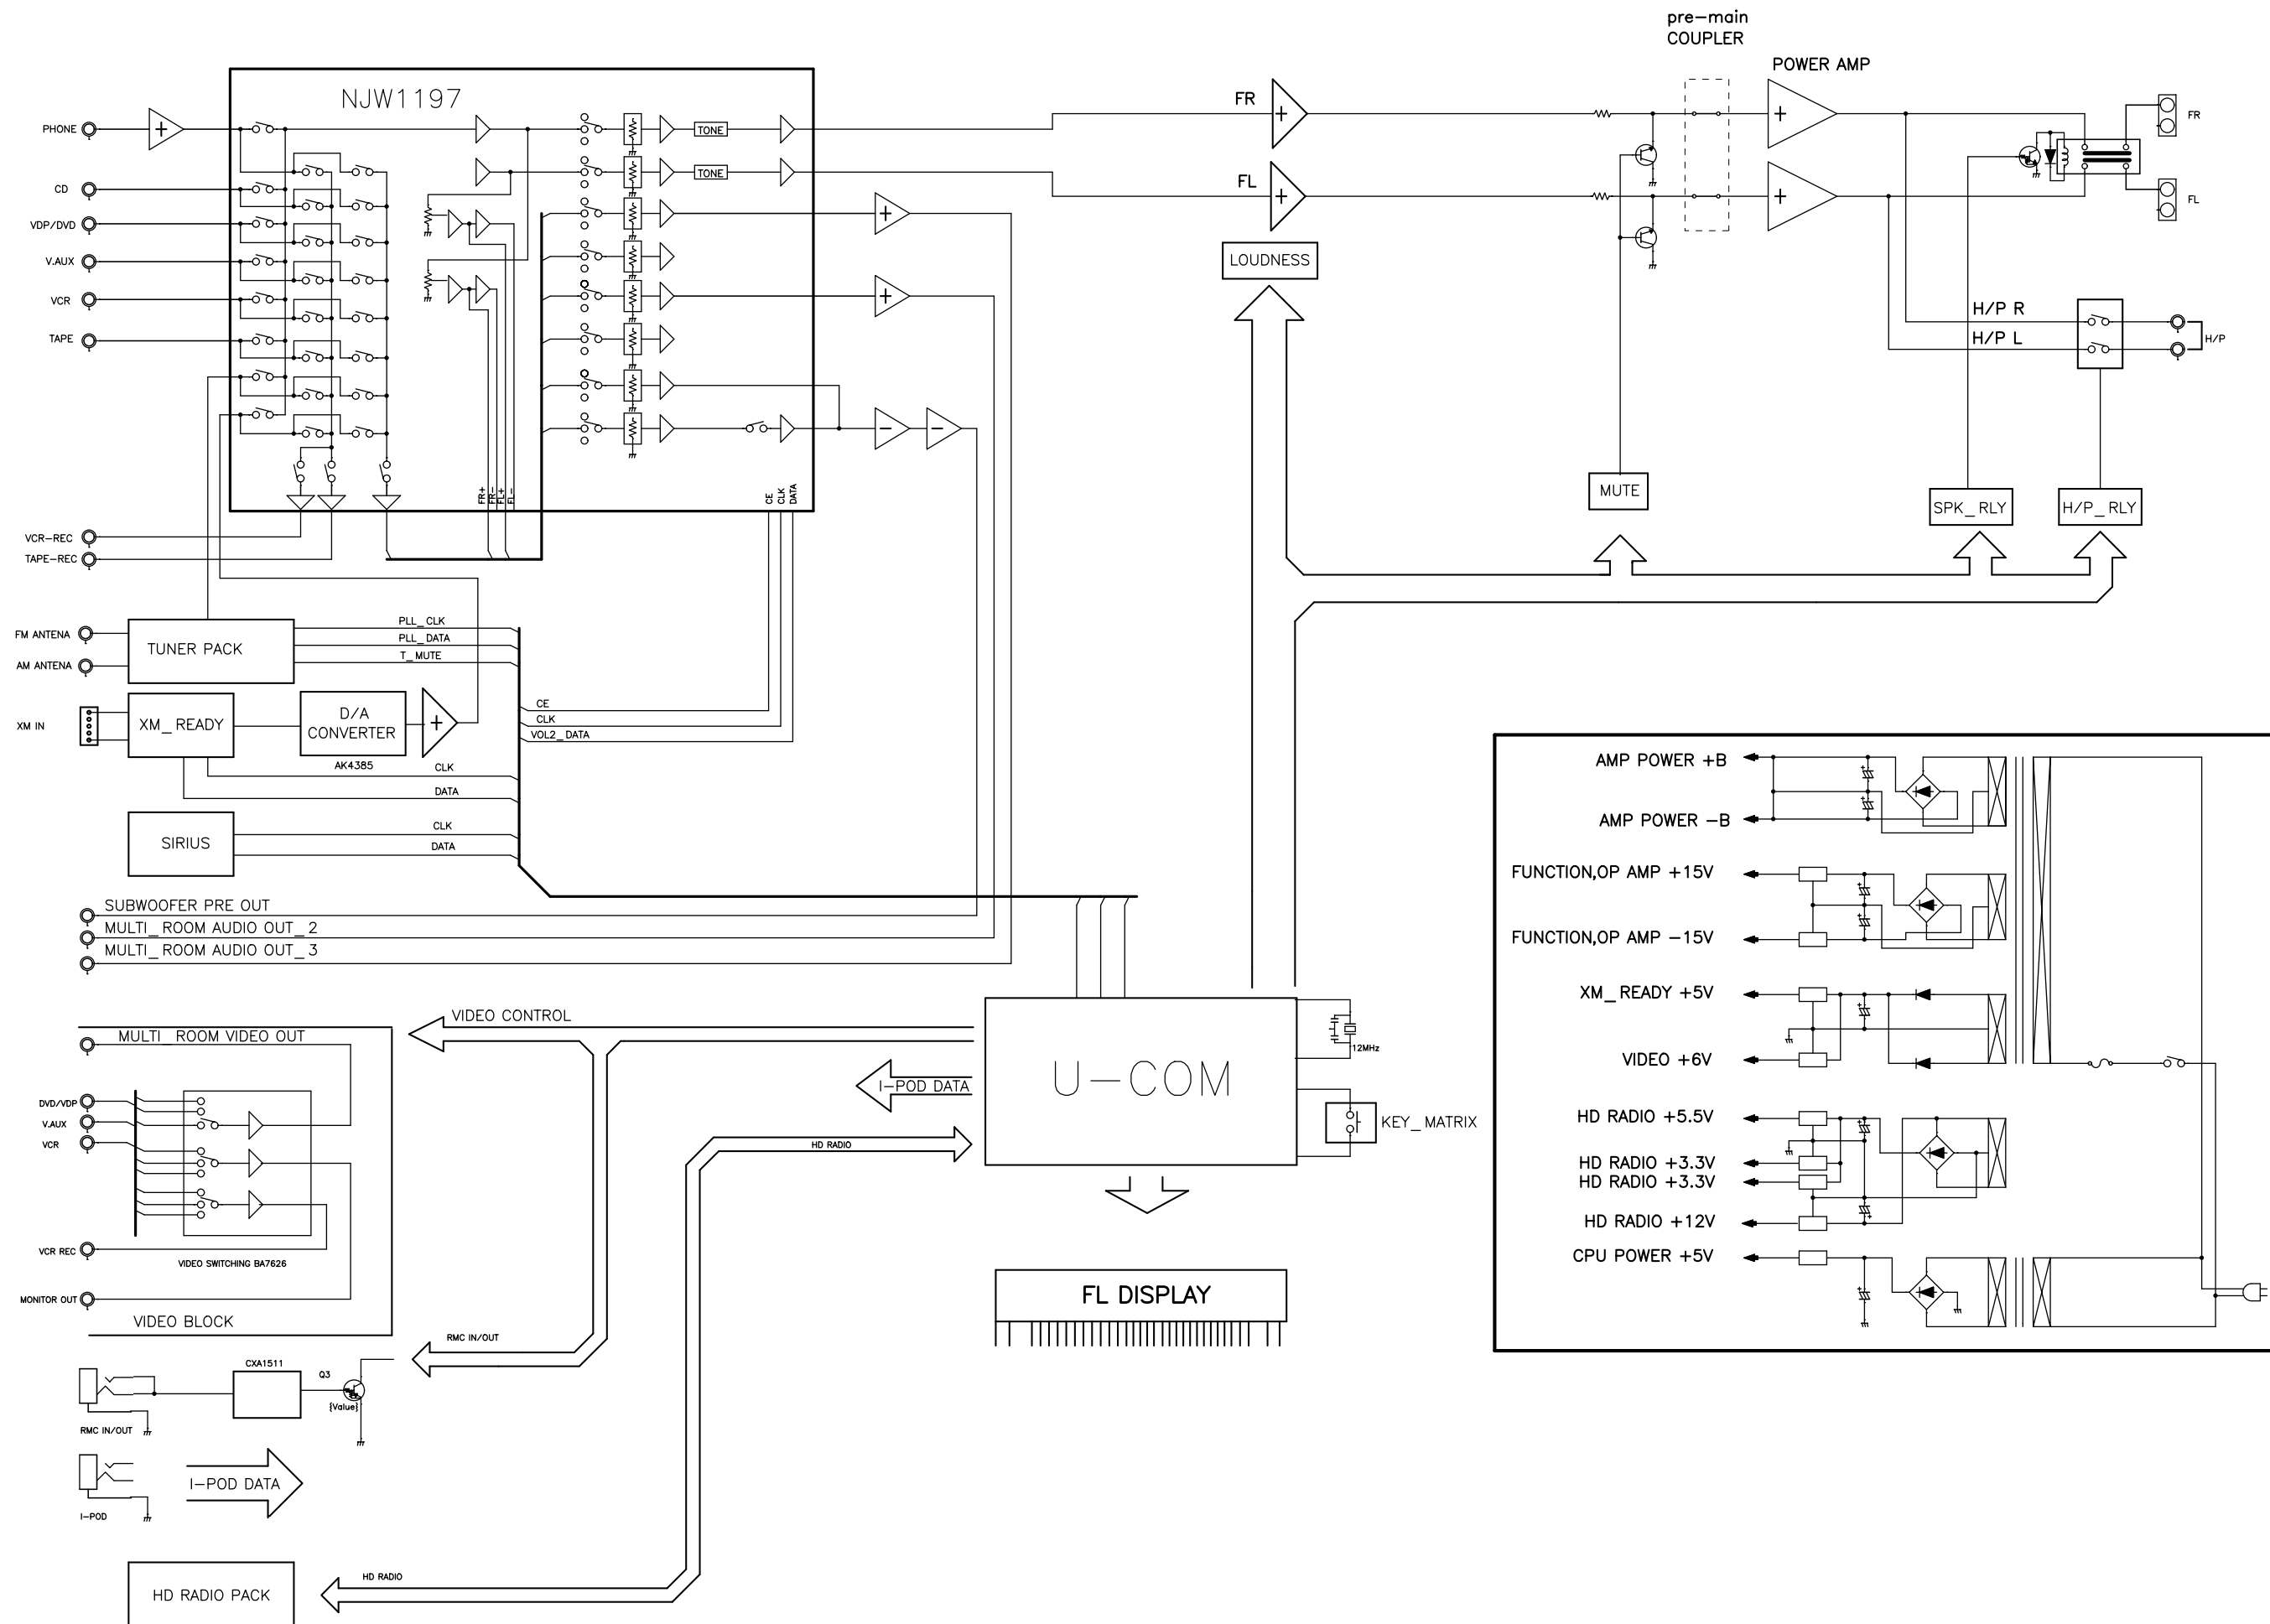 pre-main
COUPLER
POWER AMP
NJW1197
PHONE
CD
VDP/DVD
V.AUX
VCR
TAPE
TONE
TONE
FR
FL
LOUDNESS
FR
FL
H/P R
H/P L
H/P
MUTE
SPK_RLY
H/P_RLY
FR+
FR-
FL+
FL-
CE
CLK
DATA
VCR-REC
TAPE-REC
FM ANTENA
AM ANTENA
TUNER PACK
PLL_CLK
PLL_DATA
T_MUTE
XM IN
XM_READY
D/A
CONVERTER
AK4385
CE
CLK
VOL2_DATA
CLK
DATA
SIRIUS
CLK
DATA
SUBWOOFER PRE OUT
MULTI_ROOM AUDIO OUT_2
MULTI_ROOM AUDIO OUT_3
AMP POWER +B
AMP POWER -B
FUNCTION,OP AMP +15V
FUNCTION,OP AMP -15V
XM_READY +5V
VIDEO +6V
HD RADIO +5.5V
HD RADIO +3.3V
HD RADIO +3.3V
HD RADIO +12V
CPU POWER +5V
VIDEO CONTROL
MULTI_ROOM VIDEO OUT
DVD/VDP
V.AUX
VCR
VCR REC
VIDEO SWITCHING BA7626
MONITOR OUT
VIDEO BLOCK
I-POD DATA
HD RADIO
U-COM
12MHz
KEY_MATRIX
FL DISPLAY
RMC IN/OUT
CXA1511
Q3
{Value}
RMC IN/OUT
I-POD DATA
I-POD
HD RADIO
HD RADIO PACK